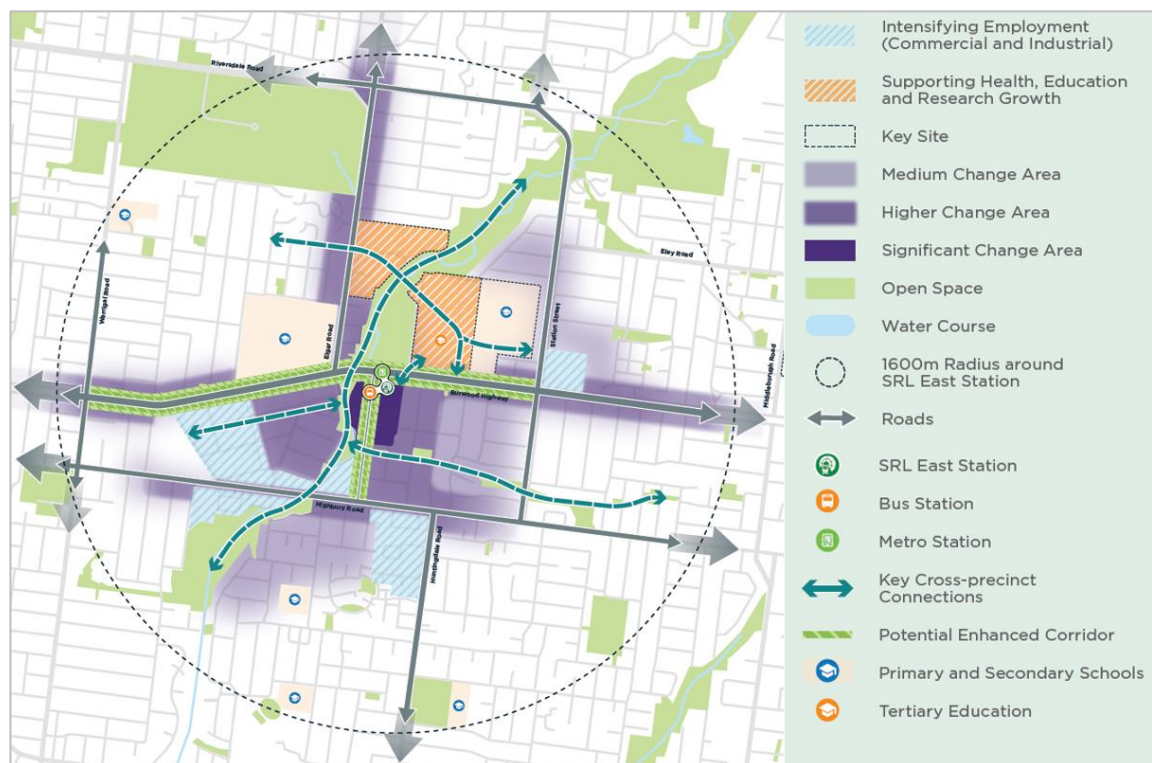 Riversdale Road
Eley Road
Warrigal Road
Elgar Road
Station Street
Middleborough Road
Burwood Highway
Highbury Road
Huntingdale Road
Intensifying Employment
(Commercial and Industrial)
Supporting Health, Education
and Research Growth
Key Site
Medium Change Area
Higher Change Area
Significant Change Area
Open Space
Water Course
1600m Radius around
SRL East Station
Roads
SRL East Station
Bus Station
Metro Station
Key Cross-precinct
Connections
Potential Enhanced Corridor
Primary and Secondary Schools
Tertiary Education